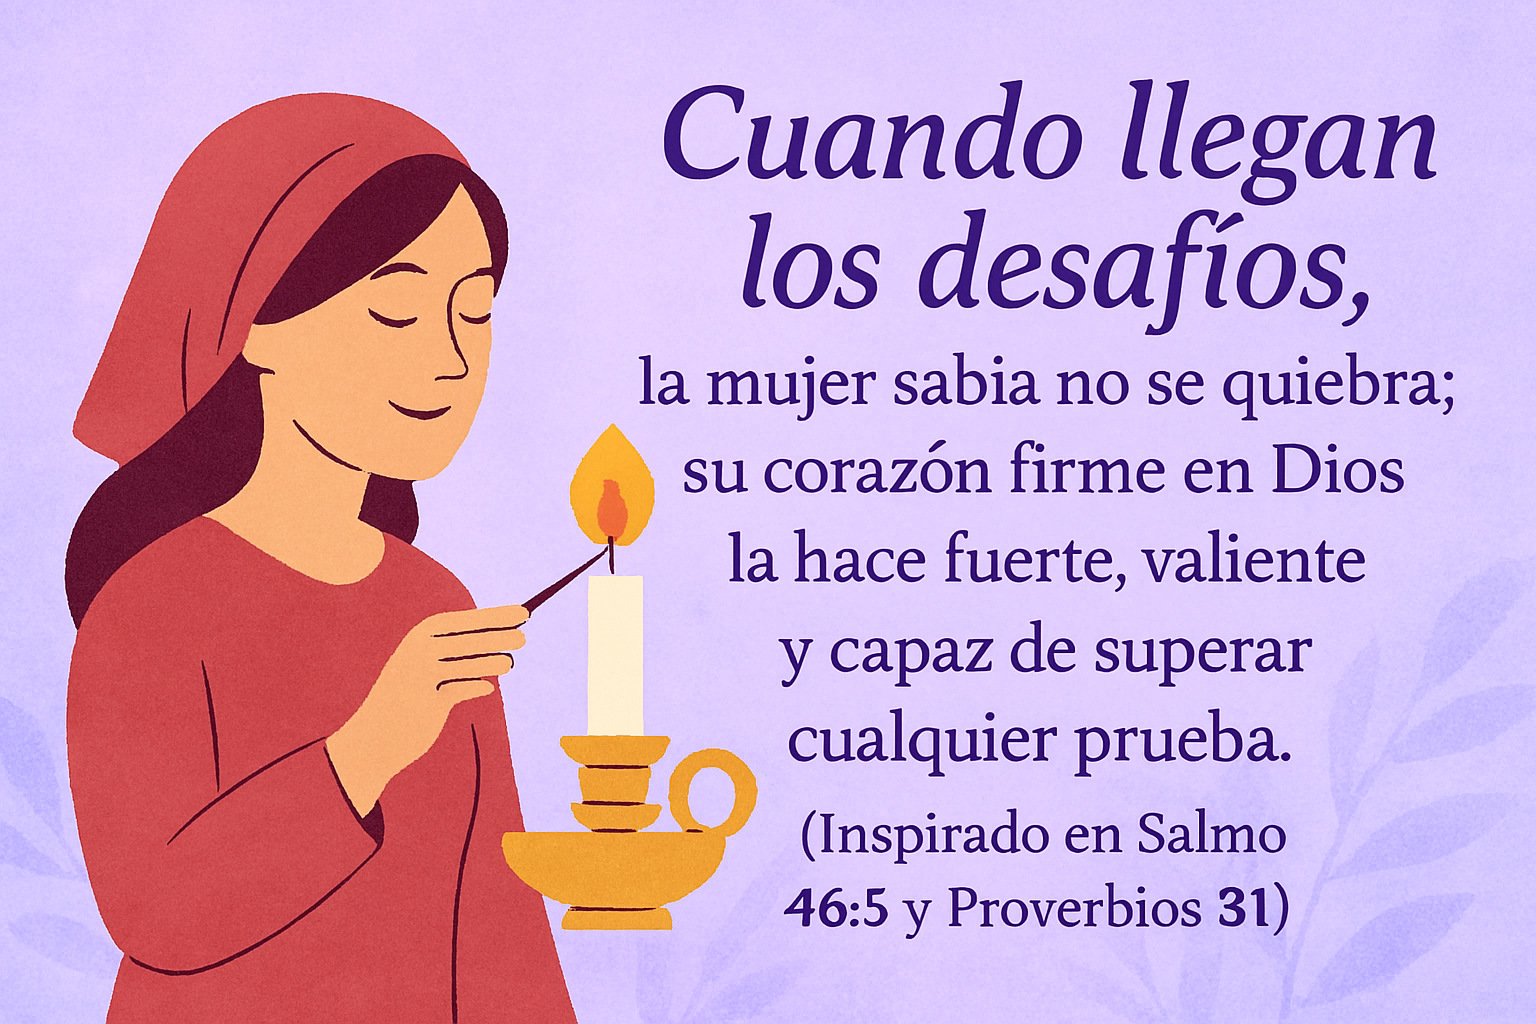 Cuando llegan
los desafíos,
la mujer sabia no se quiebra;
su corazón firme en Dios
la hace fuerte, valiente
y capaz de superar
cualquier prueba.
(Inspirado en Salmo
46:5 y Proverbios 31)